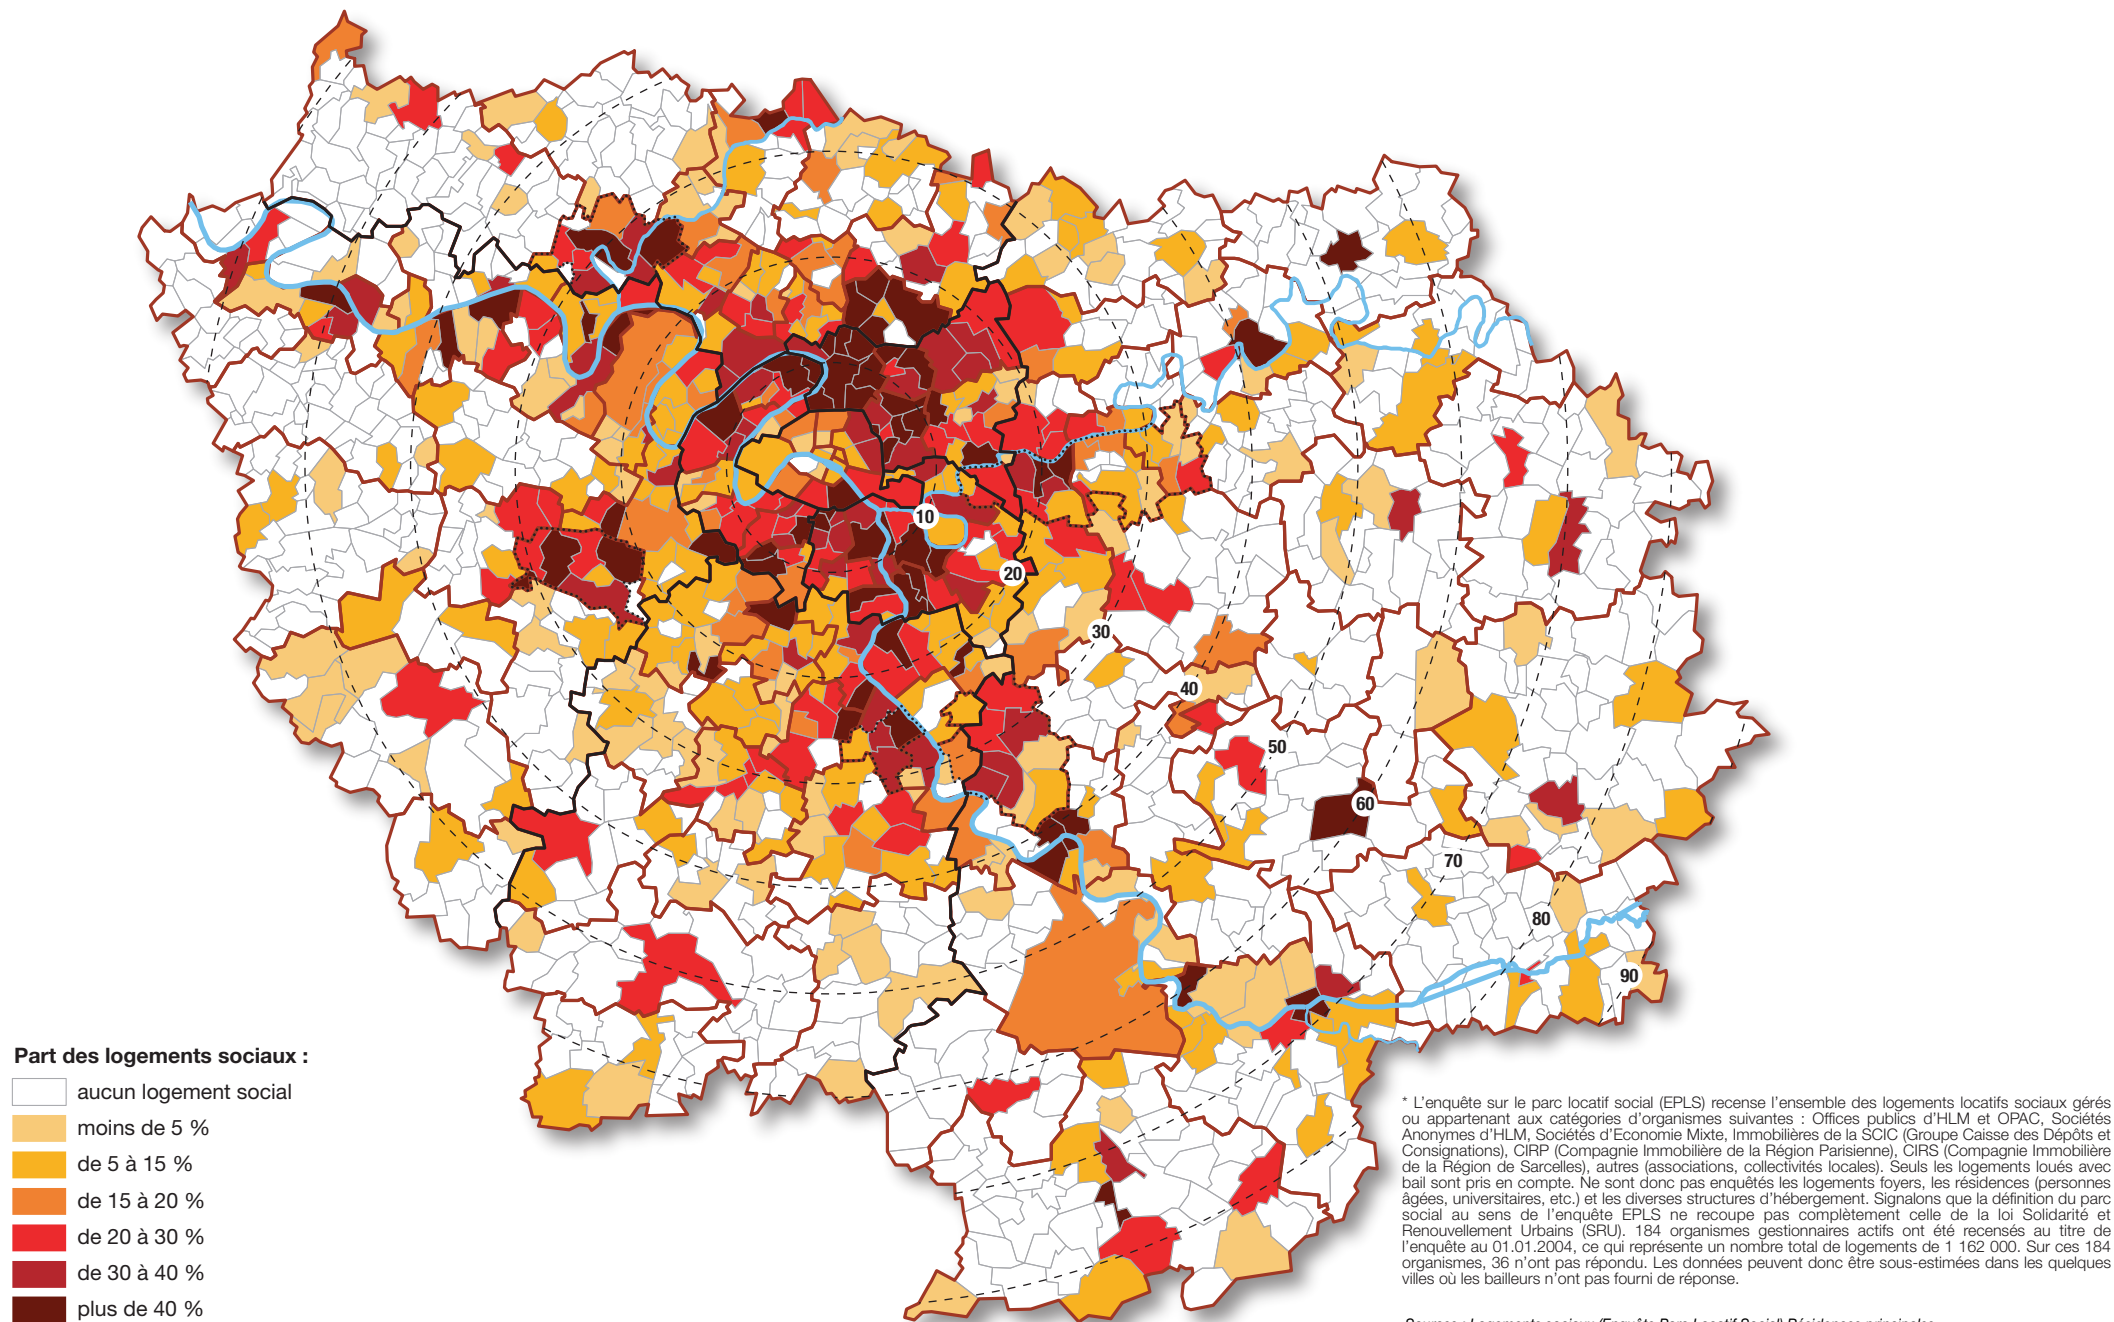 10
20
30
40
50
60
70
80
90
Part des logements sociaux :
aucun logement social
moins de 5 %
de 5 à 15 %
de 15 à 20 %
de 20 à 30 %
de 30 à 40 %
plus de 40 %
* L'enquête sur le parc locatif social (EPLS) recense l'ensemble des logements locatifs sociaux gérés
ou appartenant aux catégories d'organismes suivantes : Offices publics d'HLM et OPAC, Sociétés
Anonymes d'HLM, Sociétés d'Economie Mixte, Immobilières de la SCIC (Groupe Caisse des Dépôts et
Consignations), CIRP (Compagnie Immobilière de la Région Parisienne), CIRS (Compagnie Immobilière
de la Région de Sarcelles), autres (associations, collectivités locales). Seuls les logements loués avec
bail sont pris en compte. Ne sont donc pas enquêtés les logements foyers, les résidences (personnes
âgées, universitaires, etc.) et les diverses structures d'hébergement. Signalons que la définition du parc
social au sens de l'enquête EPLS ne recoupe pas complètement celle de la loi Solidarité et
Renouvellement Urbains (SRU). 184 organismes gestionnaires actifs ont été recensés au titre de
l'enquête au 01.01.2004, ce qui représente un nombre total de logements de 1 162 000. Sur ces 184
organismes, 36 n'ont pas répondu. Les données peuvent donc être sous-estimées dans les quelques
villes où les bailleurs n'ont pas fourni de réponse.
Sources : Logements sociaux (Enquête Parc Locatif Social) Résidences principales